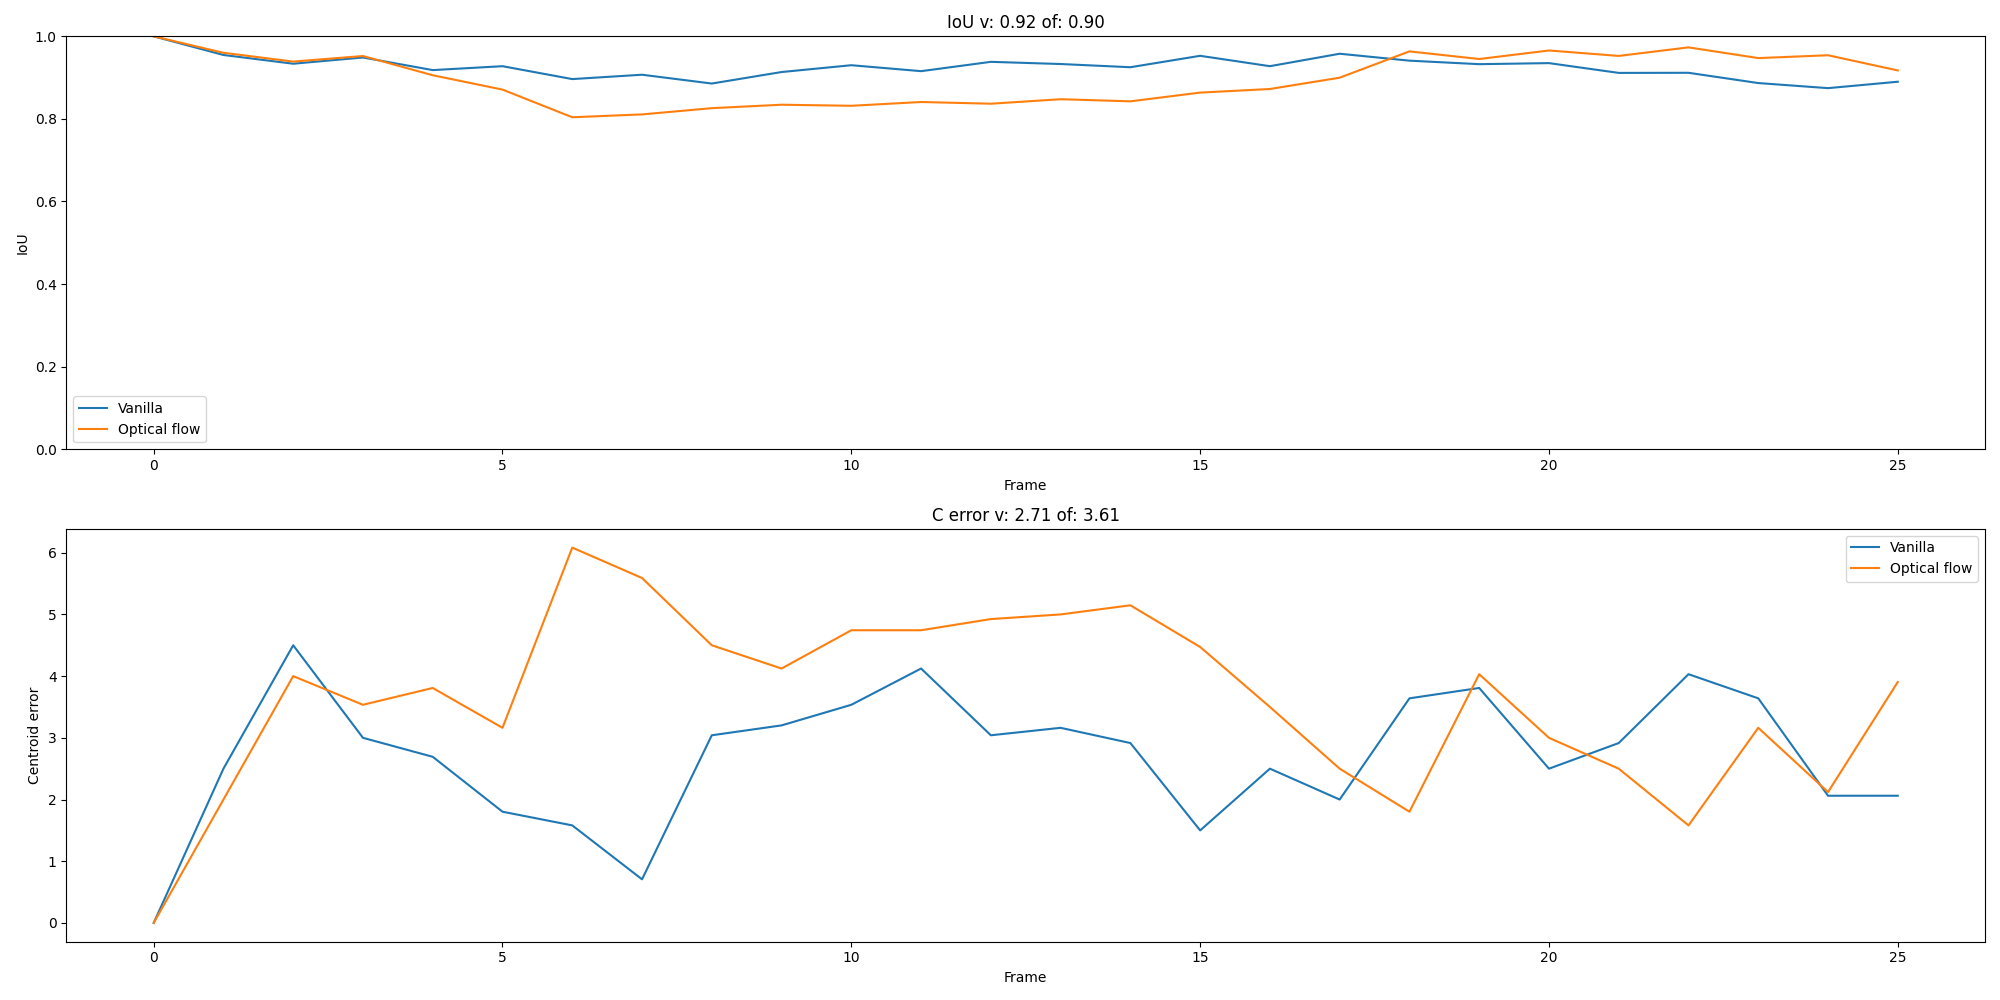 IoU v: 0.92 of: 0.90
1.0
0.8
0.6
0.4
0.2
0.0
IoU
Vanilla
Optical flow
0 5 10 15 20 25
Frame
C error v: 2.71 of: 3.61
6
5
4
3
2
1
0
Centroid error
Vanilla
Optical flow
0 5 10 15 20 25
Frame